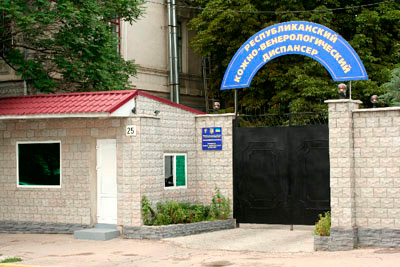 РЕСПУБЛИКАНСКИЙ
КОЖНО-ВЕНЕРОЛОГИЧЕСКИЙ
ДИСПАНСЕР
25